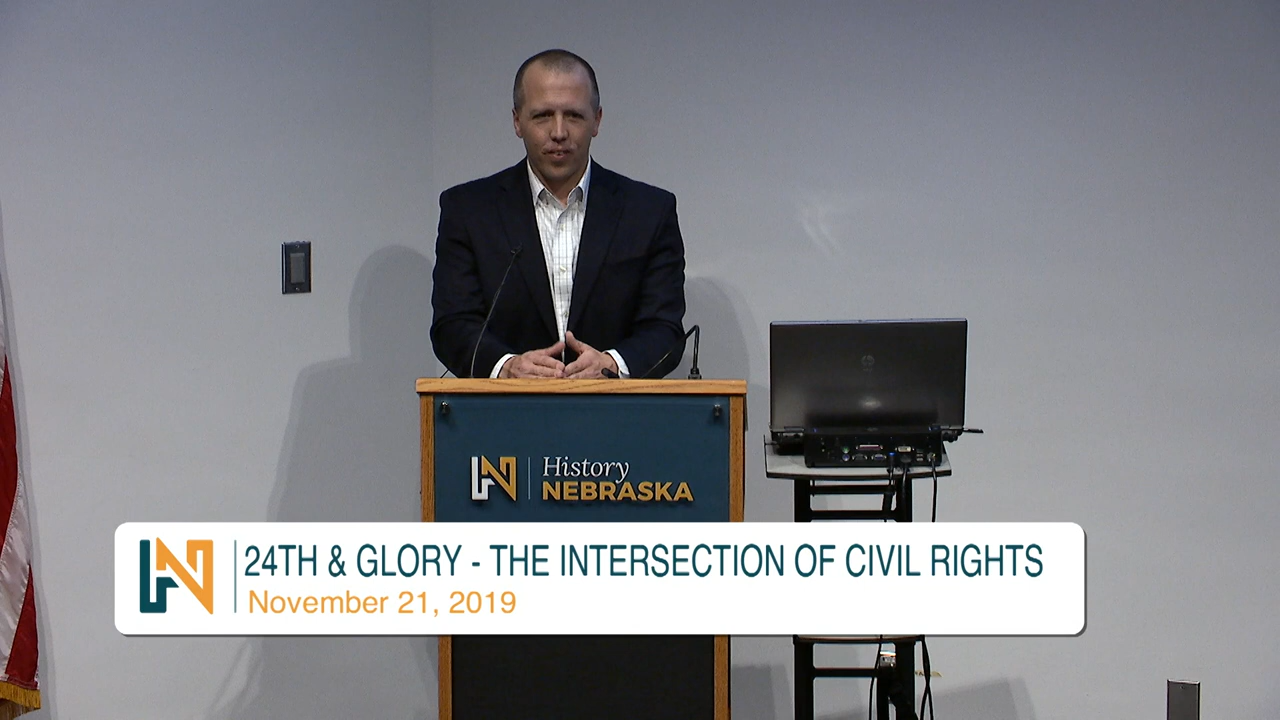 History
NEBRASKA
24TH & GLORY - THE INTERSECTION OF CIVIL RIGHTS
November 21, 2019